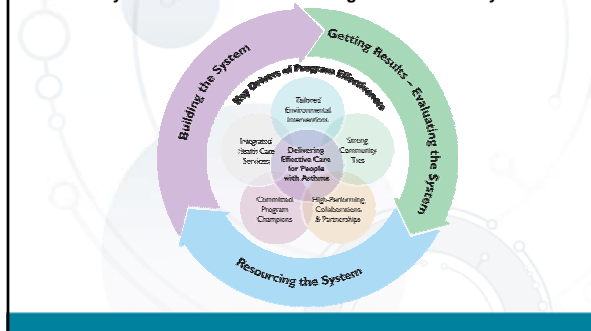 Building the System
Getting Results – Evaluating the System
Key Drivers of Program Effectiveness
Tailored
Environmental
Interventions
Integrated
Health Care
Services
Strong
Community
Ties
Delivering
Effective Care
for People
with Asthma
Committed
Program
Champions
High-Performing
Collaborations
& Partnerships
Resourcing the System